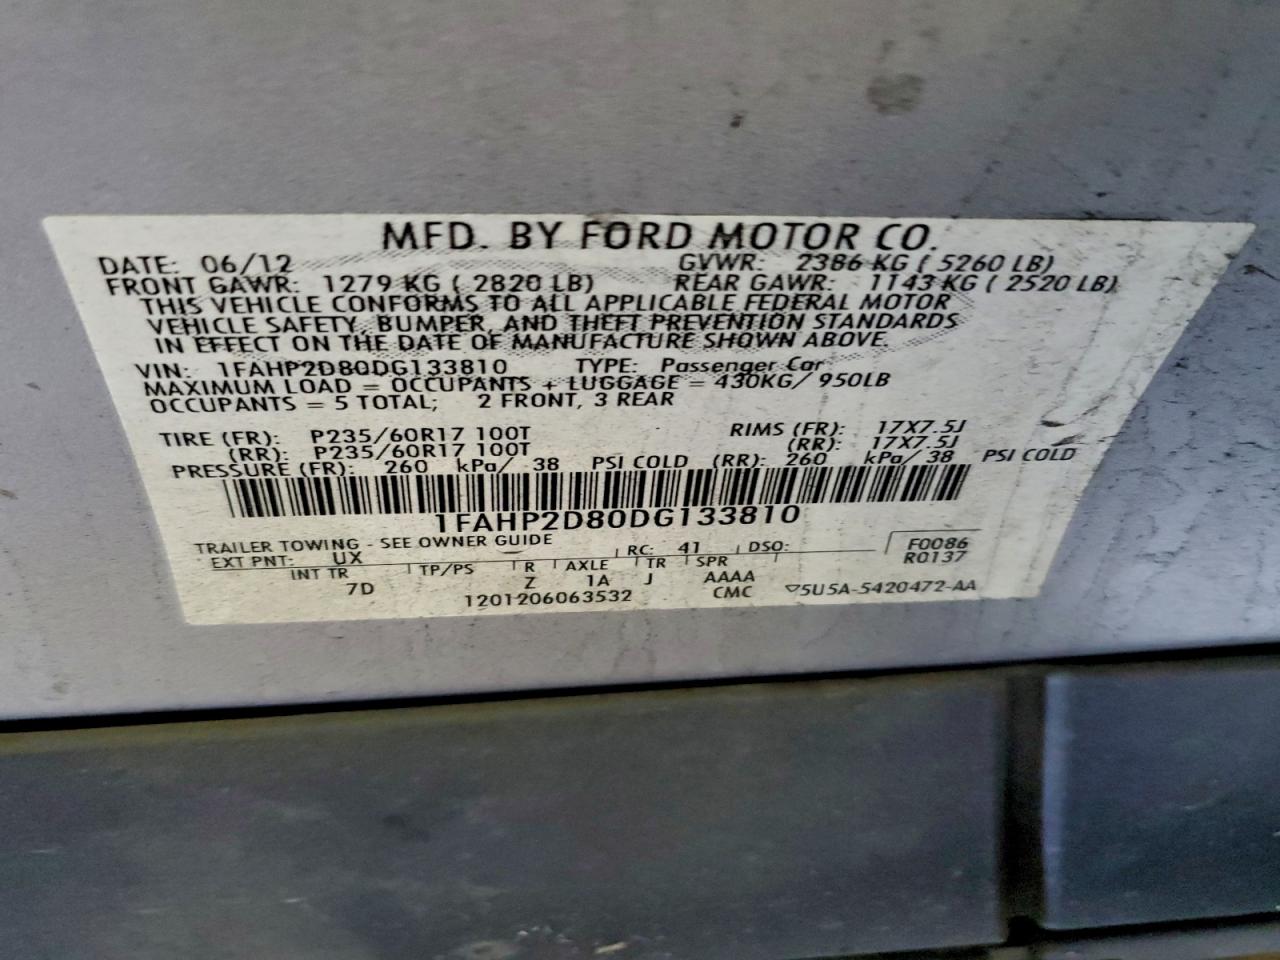 MFD. BY FORD MOTOR CO.
DATE: 06/12 GVWR: 2386 KG ( 5260 LB)
FRONT GAWR: 1279 KG ( 2820 LB) REAR GAWR: 1143 KG ( 2520 LB)
THIS VEHICLE CONFORMS TO ALL APPLICABLE FEDERAL MOTOR
VEHICLE SAFETY, BUMPER, AND THEFT PREVENTION STANDARDS
IN EFFECT ON THE DATE OF MANUFACTURE SHOWN ABOVE.
VIN: 1FAHP2D80DG133810 TYPE: Passenger Car
MAXIMUM LOAD = OCCUPANTS + LUGGAGE = 430KG/ 950LB
OCCUPANTS = 5 TOTAL; 2 FRONT, 3 REAR
TIRE (FR): P235/60R17 100T RIMS (FR): 17X7.5J
(RR): P235/60R17 100T (RR): 17X7.5J
PRESSURE (FR): 260 kPa/ 38 PSI COLD (RR): 260 kPa/ 38 PSI COLD
1FAHP2D80DG133810
TRAILER TOWING - SEE OWNER GUIDE
EXT PNT: UX RC: 41 DSO: F0086
R0137
INT TR TP/PS R AXLE TR SPR
7D Z 1A J AAAA
1201206063532 CMC ▽5U5A-5420472-AA